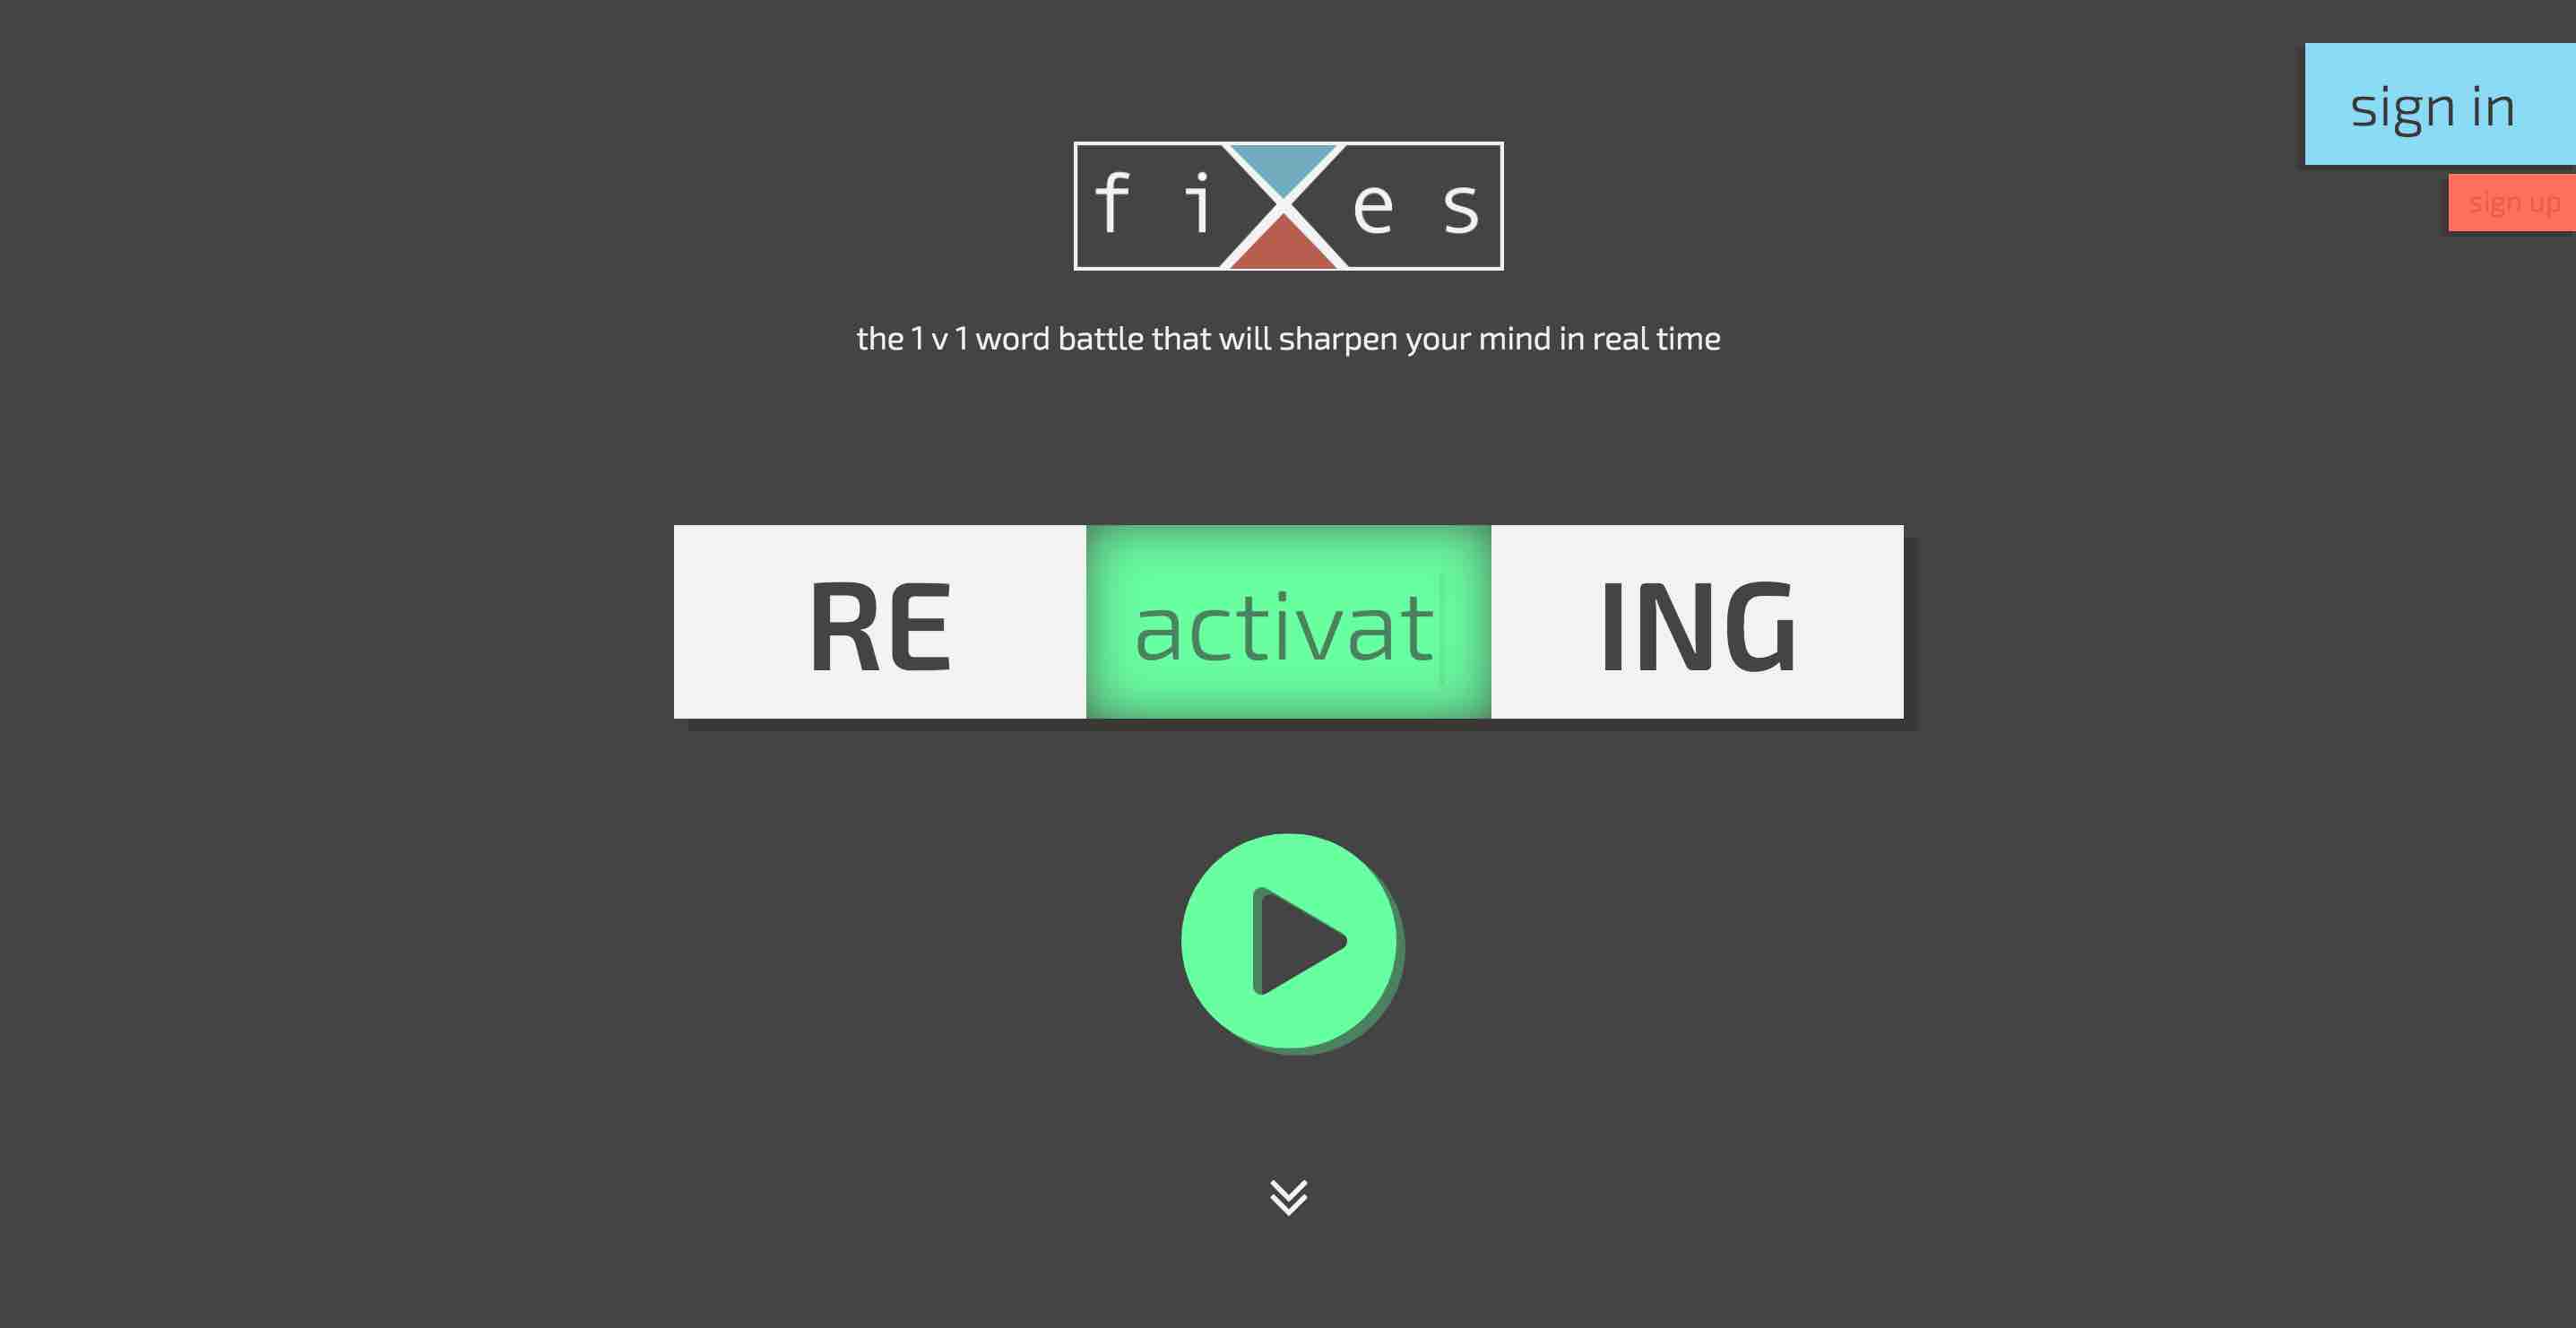 sign in
sign up
f i x e s
the 1 v 1 word battle that will sharpen your mind in real time
RE activat ING